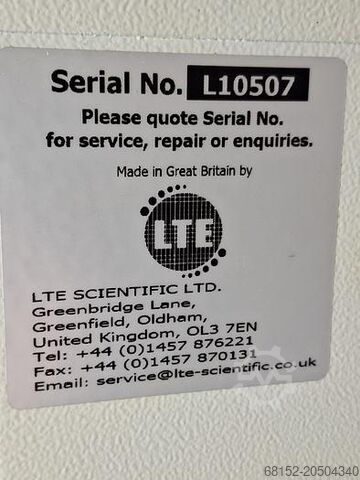 Serial No. L10507
Please quote Serial No.
for service, repair or enquiries.
Made in Great Britain by
LTE
LTE SCIENTIFIC LTD.
Greenbridge Lane,
Greenfield, Oldham,
United Kingdom, OL3 7EN
Tel: +44 (0)1457 876221
Fax: +44 (0)1457 870131
Email: service@lte-scientific.co.uk
68152-20504340